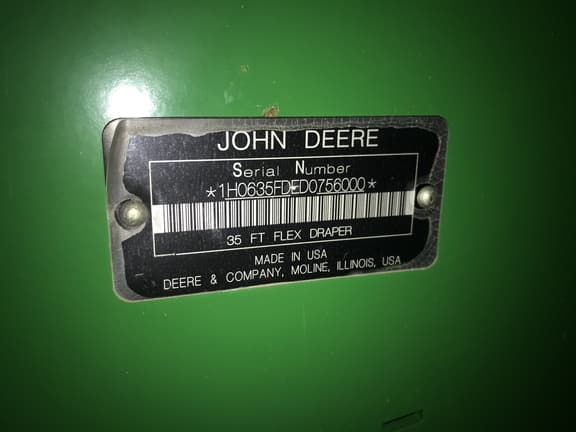 JOHN DEERE
Serial Number
*1H0635FDED0756000*
35 FT FLEX DRAPER
MADE IN USA
DEERE & COMPANY, MOLINE, ILLINOIS, USA